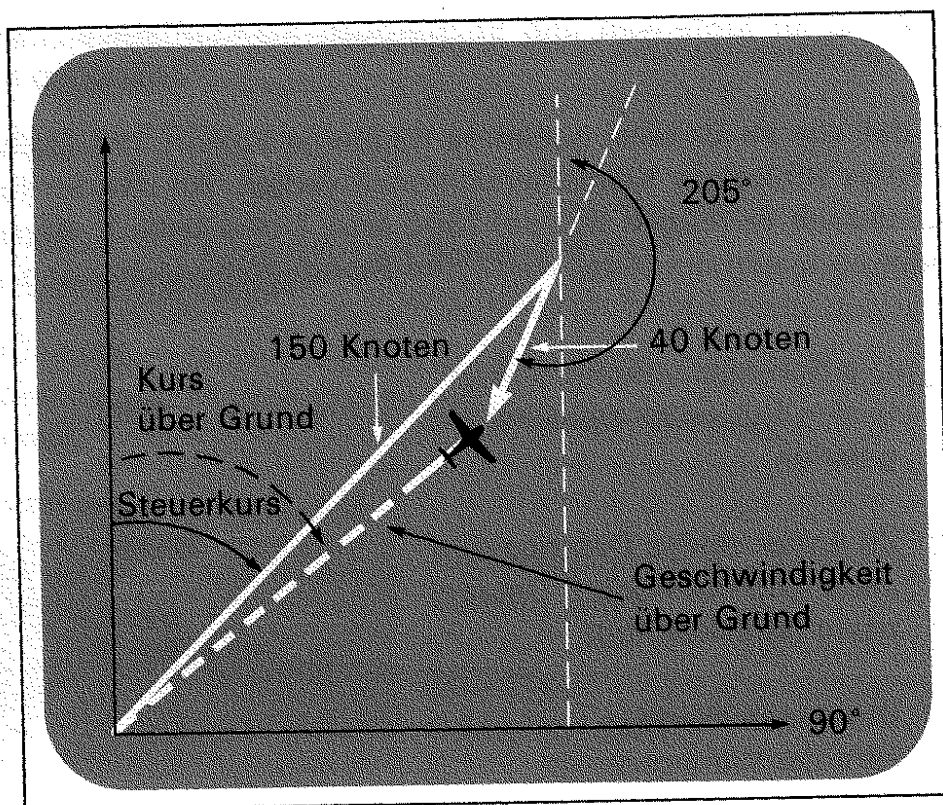 205°
150 Knoten
40 Knoten
Kurs
über Grund
Steuerkurs
Geschwindigkeit
über Grund
90°